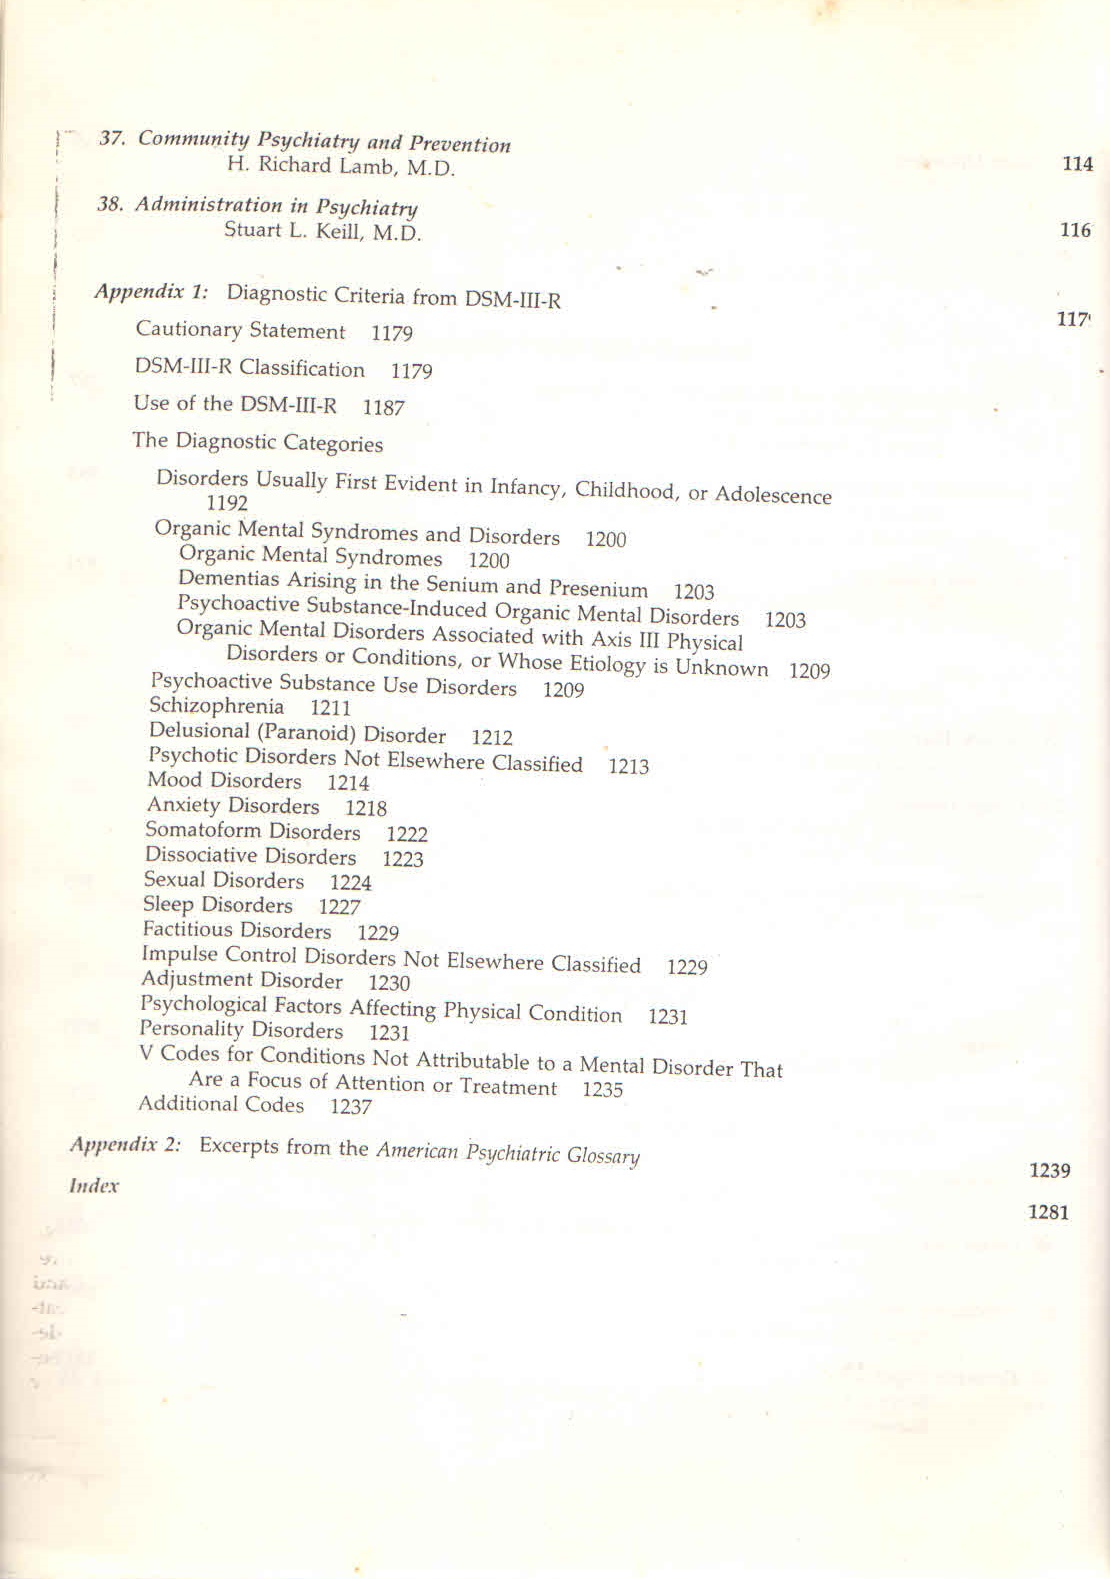 37. Community Psychiatry and Prevention
H. Richard Lamb, M.D. 114
38. Administration in Psychiatry
Stuart L. Keill, M.D. 116
Appendix 1: Diagnostic Criteria from DSM-III-R 117
Cautionary Statement 1179
DSM-III-R Classification 1179
Use of the DSM-III-R 1187
The Diagnostic Categories
Disorders Usually First Evident in Infancy, Childhood, or Adolescence
1192
Organic Mental Syndromes and Disorders 1200
Organic Mental Syndromes 1200
Dementias Arising in the Senium and Presenium 1203
Psychoactive Substance-Induced Organic Mental Disorders 1203
Organic Mental Disorders Associated with Axis III Physical
Disorders or Conditions, or Whose Etiology is Unknown 1209
Psychoactive Substance Use Disorders 1209
Schizophrenia 1211
Delusional (Paranoid) Disorder 1212
Psychotic Disorders Not Elsewhere Classified 1213
Mood Disorders 1214
Anxiety Disorders 1218
Somatoform Disorders 1222
Dissociative Disorders 1223
Sexual Disorders 1224
Sleep Disorders 1227
Factitious Disorders 1229
Impulse Control Disorders Not Elsewhere Classified 1229
Adjustment Disorder 1230
Psychological Factors Affecting Physical Condition 1231
Personality Disorders 1231
V Codes for Conditions Not Attributable to a Mental Disorder That
Are a Focus of Attention or Treatment 1235
Additional Codes 1237
Appendix 2: Excerpts from the American Psychiatric Glossary 1239
Index 1281